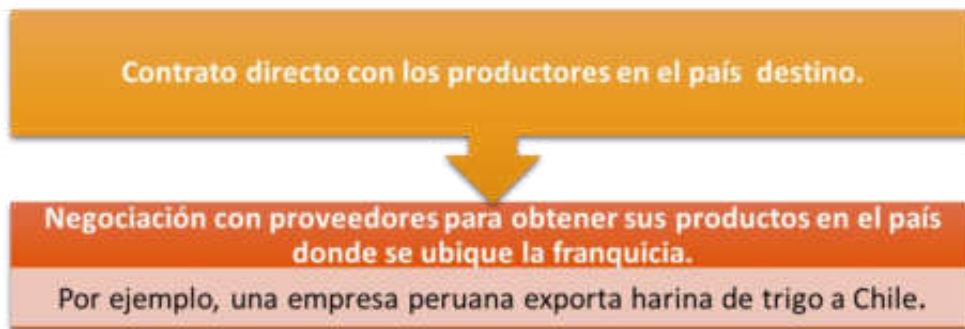 Contrato directo con los productores en el país destino.
Negociación con proveedores para obtener sus productos en el país
donde se ubique la franquicia.
Por ejemplo, una empresa peruana exporta harina de trigo a Chile.